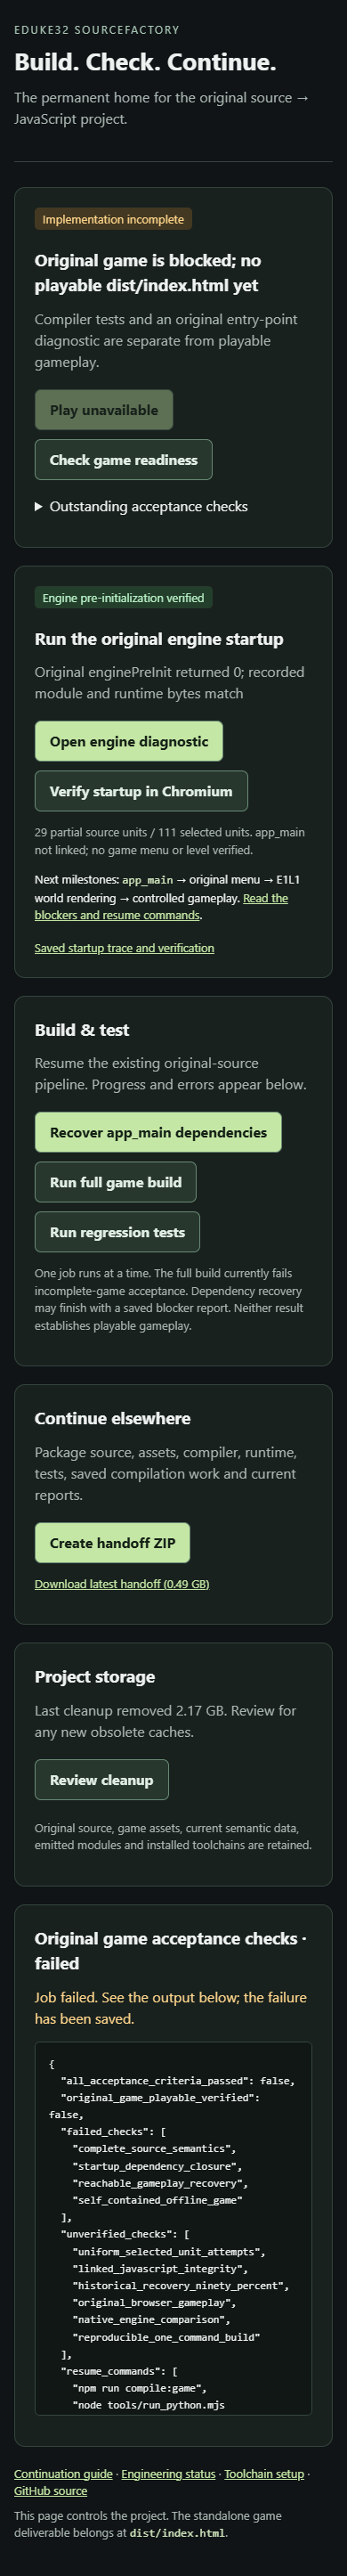 EDUKE32 SOURCEFACTORY
Build. Check. Continue.
The permanent home for the original source →
JavaScript project.
Implementation incomplete
Original game is blocked; no
playable dist/index.html yet
Compiler tests and an original entry-point
diagnostic are separate from playable
gameplay.
Play unavailable
Check game readiness
▶ Outstanding acceptance checks
Engine pre-initialization verified
Run the original engine startup
Original enginePreInit returned 0; recorded
module and runtime bytes match
Open engine diagnostic
Verify startup in Chromium
29 partial source units / 111 selected units. app_main
not linked; no game menu or level verified.
Next milestones: app_main → original menu → E1L1
world rendering → controlled gameplay. Read the
blockers and resume commands.
Saved startup trace and verification
Build & test
Resume the existing original-source
pipeline. Progress and errors appear below.
Recover app_main dependencies
Run full game build
Run regression tests
One job runs at a time. The full build currently fails
incomplete-game acceptance. Dependency recovery
may finish with a saved blocker report. Neither result
establishes playable gameplay.
Continue elsewhere
Package source, assets, compiler, runtime,
tests, saved compilation work and current
reports.
Create handoff ZIP
Download latest handoff (0.49 GB)
Project storage
Last cleanup removed 2.17 GB. Review for
any new obsolete caches.
Review cleanup
Original source, game assets, current semantic data,
emitted modules and installed toolchains are retained.
Original game acceptance checks ·
failed
Job failed. See the output below; the failure
has been saved.
{
"all_acceptance_criteria_passed": false,
"original_game_playable_verified":
false,
"failed_checks": [
"complete_source_semantics",
"startup_dependency_closure",
"reachable_gameplay_recovery",
"self_contained_offline_game"
],
"unverified_checks": [
"uniform_selected_unit_attempts",
"linked_javascript_integrity",
"historical_recovery_ninety_percent",
"original_browser_gameplay",
"native_engine_comparison",
"reproducible_one_command_build"
],
"resume_commands": [
"npm run compile:game",
"node tools/run_python.mjs
Continuation guide · Engineering status · Toolchain setup ·
GitHub source
This page controls the project. The standalone game
deliverable belongs at dist/index.html.